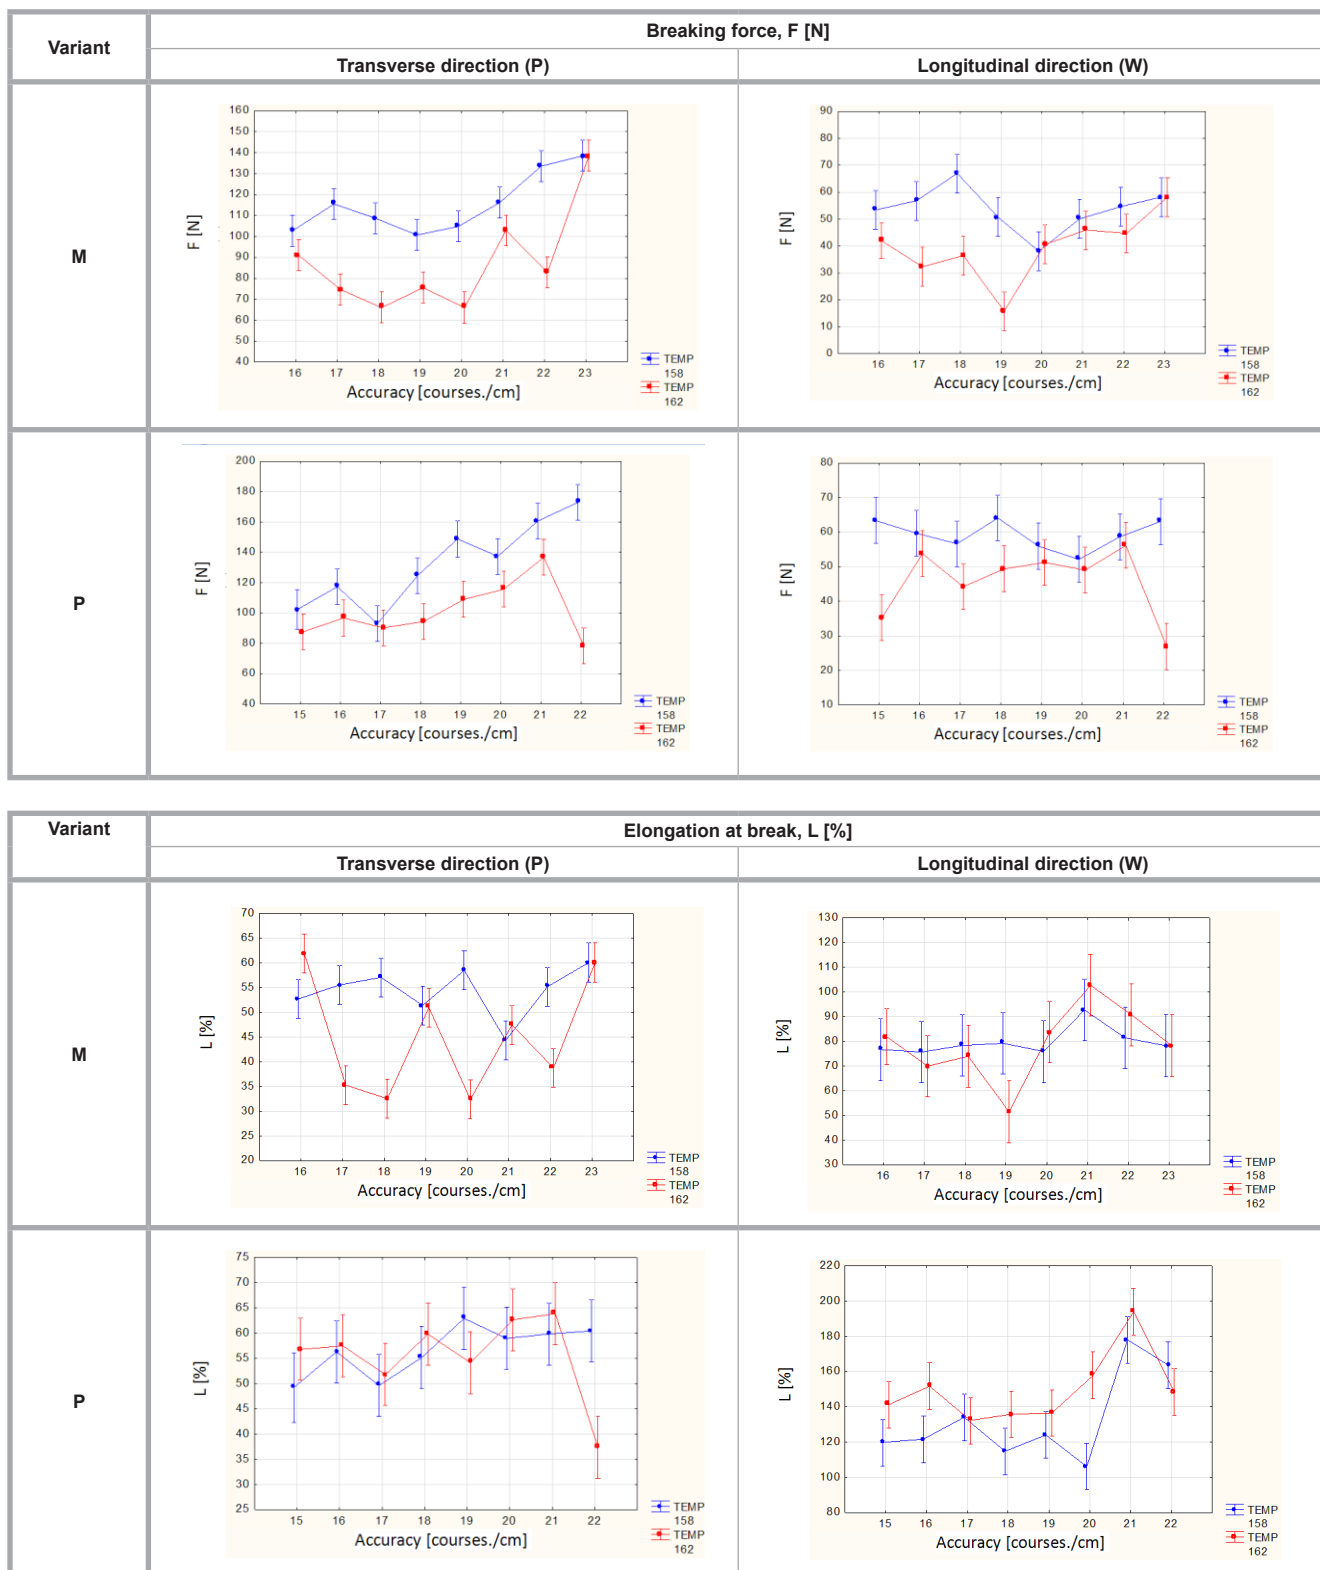 Variant
Breaking force, F [N]
Transverse direction (P)
Longitudinal direction (W)
M
160
150
140
130
120
110
100
90
80
70
60
50
40
F [N]
16 17 18 19 20 21 22 23
Accuracy [courses./cm]
TEMP
158
TEMP
162
90
80
70
60
50
40
30
20
10
0
F [N]
16 17 18 19 20 21 22 23
Accuracy [courses./cm]
TEMP
158
TEMP
162
P
200
180
160
140
120
100
80
60
40
F [N]
15 16 17 18 19 20 21 22
Accuracy [courses./cm]
TEMP
158
TEMP
162
80
70
60
50
40
30
20
10
F [N]
15 16 17 18 19 20 21 22
Accuracy [courses./cm]
TEMP
158
TEMP
162
Variant
Elongation at break, L [%]
Transverse direction (P)
Longitudinal direction (W)
M
70
65
60
55
50
45
40
35
30
25
20
L [%]
16 17 18 19 20 21 22 23
Accuracy [courses./cm]
TEMP
158
TEMP
162
130
120
110
100
90
80
70
60
50
40
30
L [%]
16 17 18 19 20 21 22 23
Accuracy [courses./cm]
TEMP
158
TEMP
162
P
75
70
65
60
55
50
45
40
35
30
25
L [%]
15 16 17 18 19 20 21 22
Accuracy [courses./cm]
TEMP
158
TEMP
162
220
200
180
160
140
120
100
80
L [%]
15 16 17 18 19 20 21 22
Accuracy [courses./cm]
TEMP
158
TEMP
162